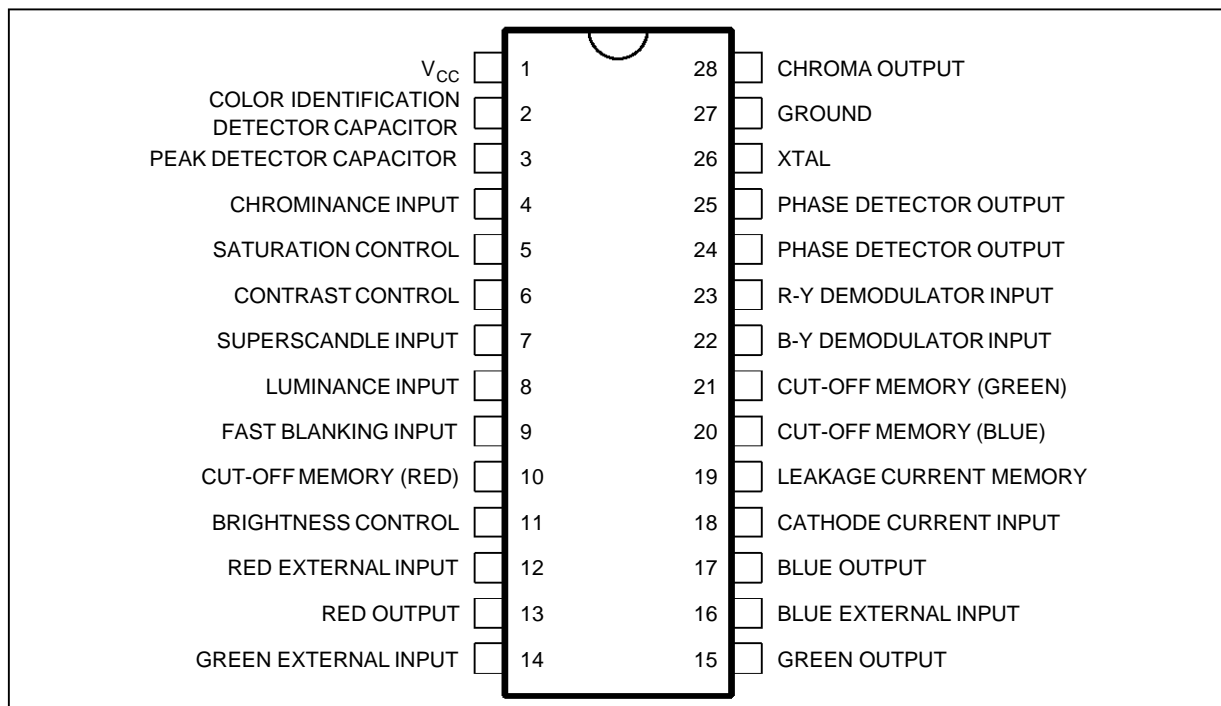 VCC 1 28 CHROMA OUTPUT
COLOR IDENTIFICATION
DETECTOR CAPACITOR 2 27 GROUND
PEAK DETECTOR CAPACITOR 3 26 XTAL
CHROMINANCE INPUT 4 25 PHASE DETECTOR OUTPUT
SATURATION CONTROL 5 24 PHASE DETECTOR OUTPUT
CONTRAST CONTROL 6 23 R-Y DEMODULATOR INPUT
SUPERSCANDLE INPUT 7 22 B-Y DEMODULATOR INPUT
LUMINANCE INPUT 8 21 CUT-OFF MEMORY (GREEN)
FAST BLANKING INPUT 9 20 CUT-OFF MEMORY (BLUE)
CUT-OFF MEMORY (RED) 10 19 LEAKAGE CURRENT MEMORY
BRIGHTNESS CONTROL 11 18 CATHODE CURRENT INPUT
RED EXTERNAL INPUT 12 17 BLUE OUTPUT
RED OUTPUT 13 16 BLUE EXTERNAL INPUT
GREEN EXTERNAL INPUT 14 15 GREEN OUTPUT